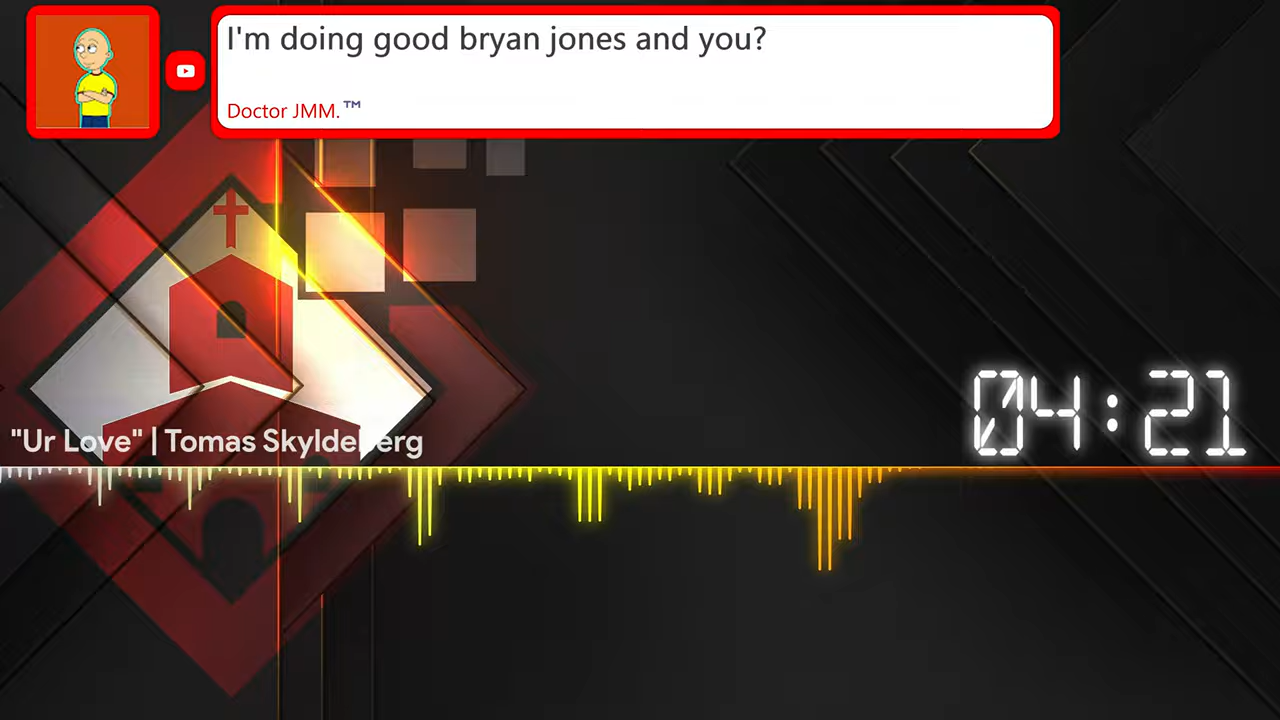 I'm doing good bryan jones and you?
Doctor JMM.™
04:21
"Ur Love" | Tomas Skyldeberg